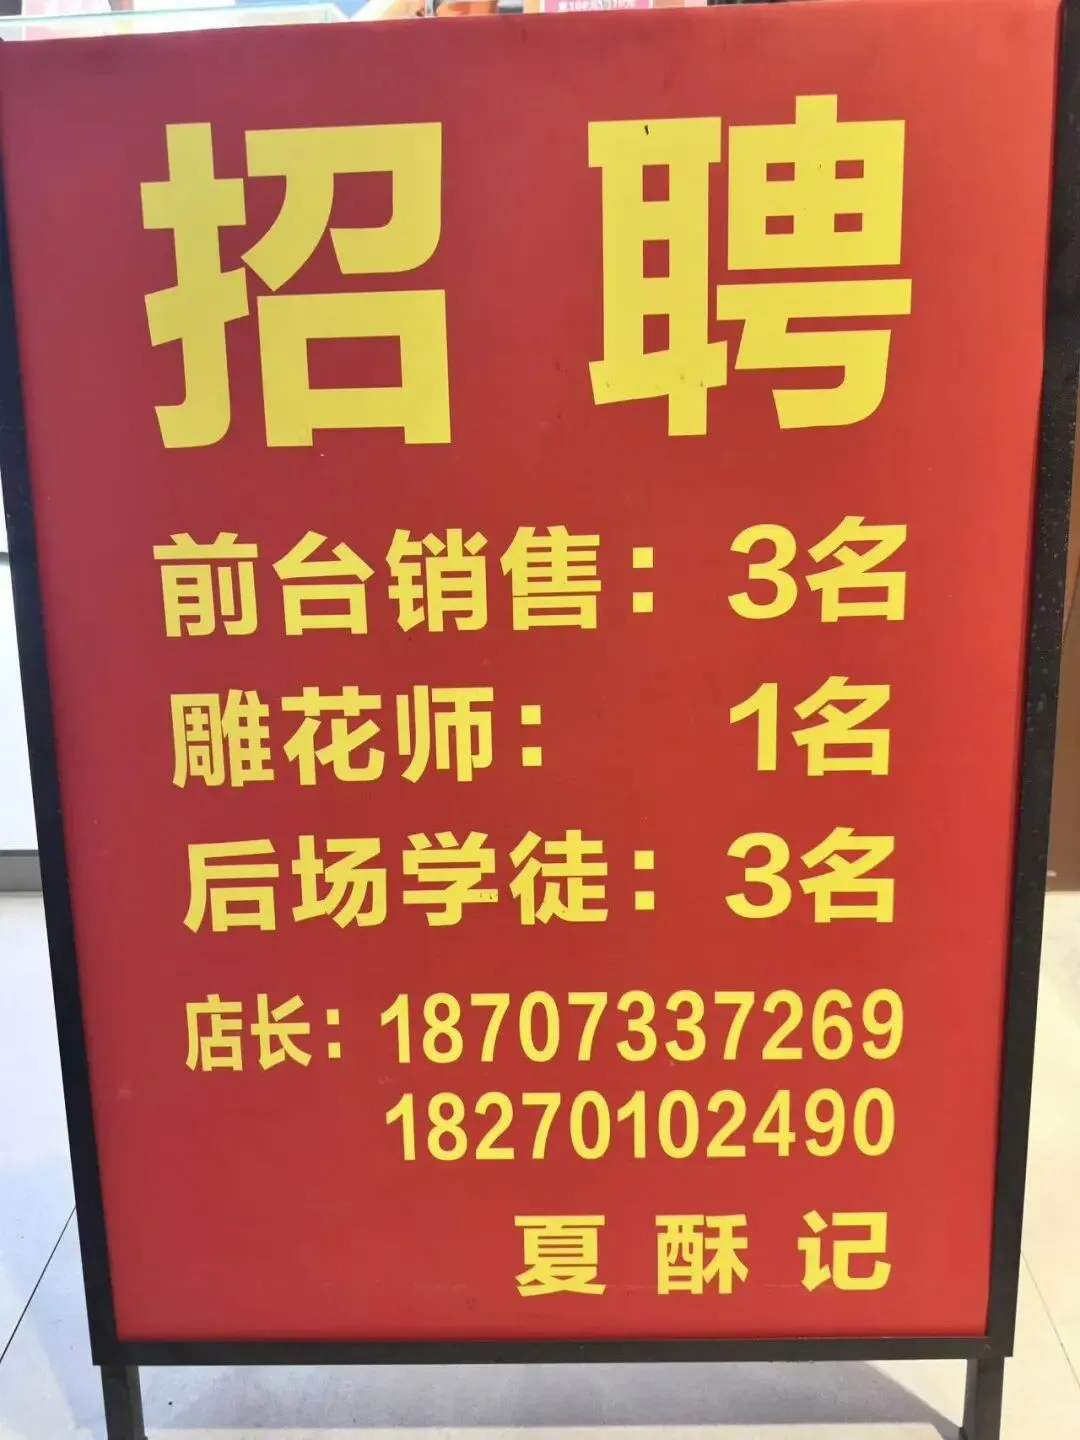 招聘
前台销售：3名
雕花师：1名
后场学徒：3名
店长：18707337269
18270102490
夏酥记